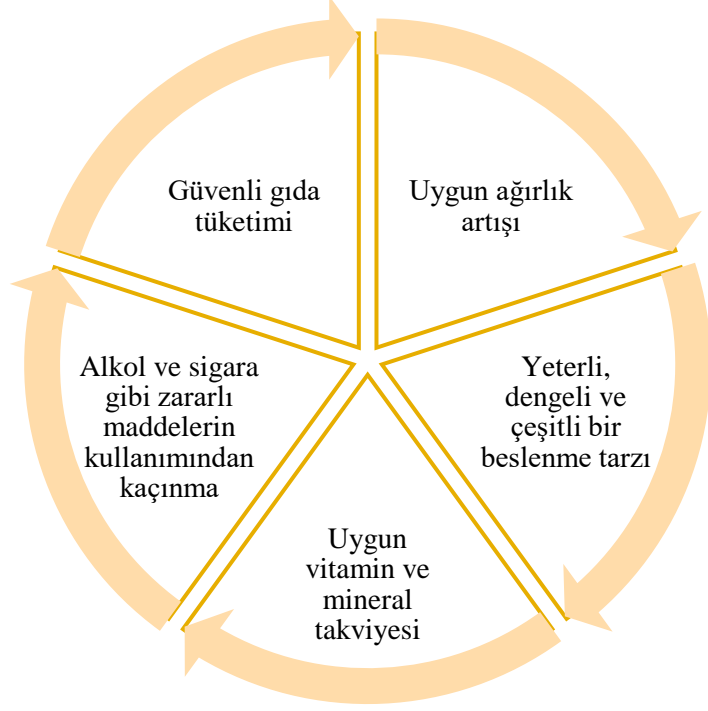 Uygun ağırlık
artışı
Yeterli,
dengeli ve
çeşitli bir
beslenme tarzı
Uygun
vitamin ve
mineral
takviyesi
Alkol ve sigara
gibi zararlı
maddelerin
kullanımından
kaçınma
Güvenli gıda
tüketimi